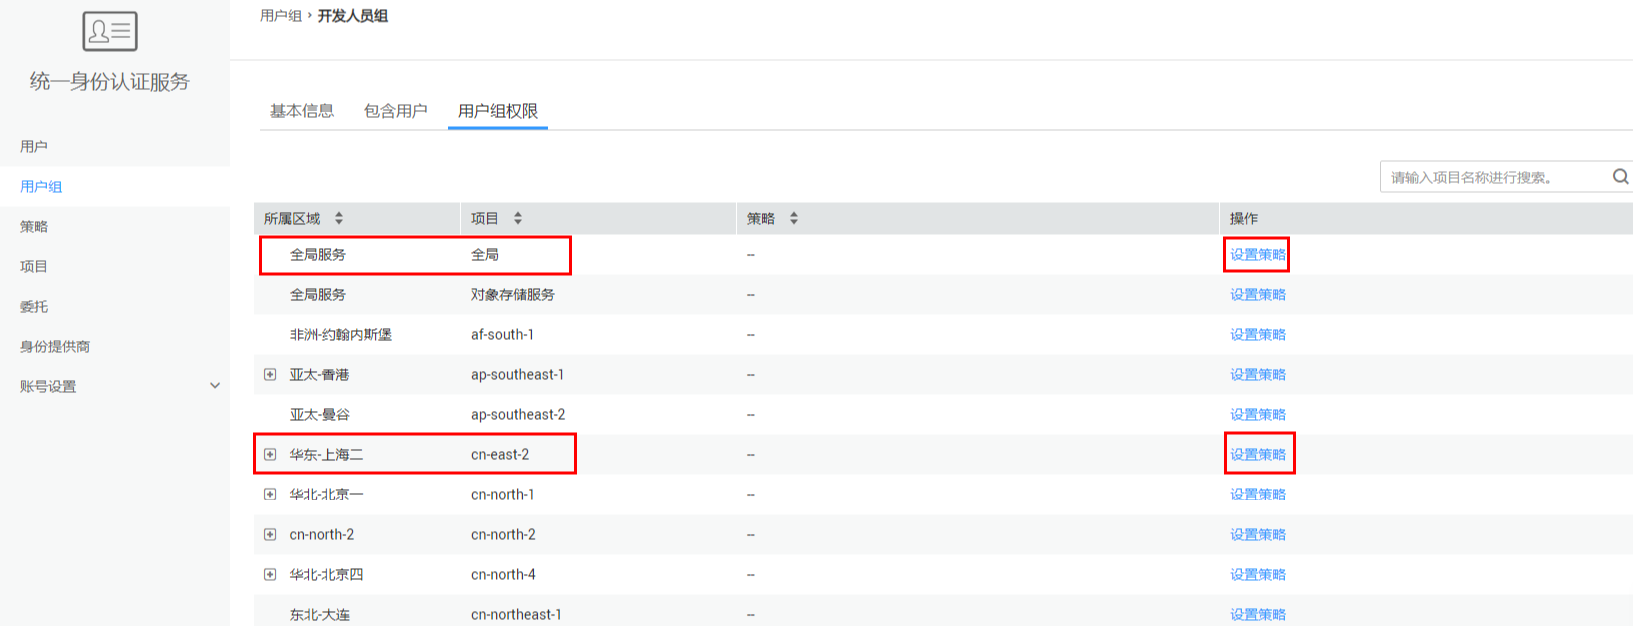 统一身份认证服务
用户
用户组
策略
项目
委托
身份提供商
账号设置
用户组 › 开发人员组
基本信息 包含用户 用户组权限
请输入项目名称进行搜索。
所属区域 项目 策略 操作
全局服务 全局 -- 设置策略
全局服务 对象存储服务 -- 设置策略
非洲-约翰内斯堡 af-south-1 -- 设置策略
亚太-香港 ap-southeast-1 -- 设置策略
亚太-曼谷 ap-southeast-2 -- 设置策略
华东-上海二 cn-east-2 -- 设置策略
华北-北京一 cn-north-1 -- 设置策略
cn-north-2 cn-north-2 -- 设置策略
华北-北京四 cn-north-4 -- 设置策略
东北-大连 cn-northeast-1 -- 设置策略